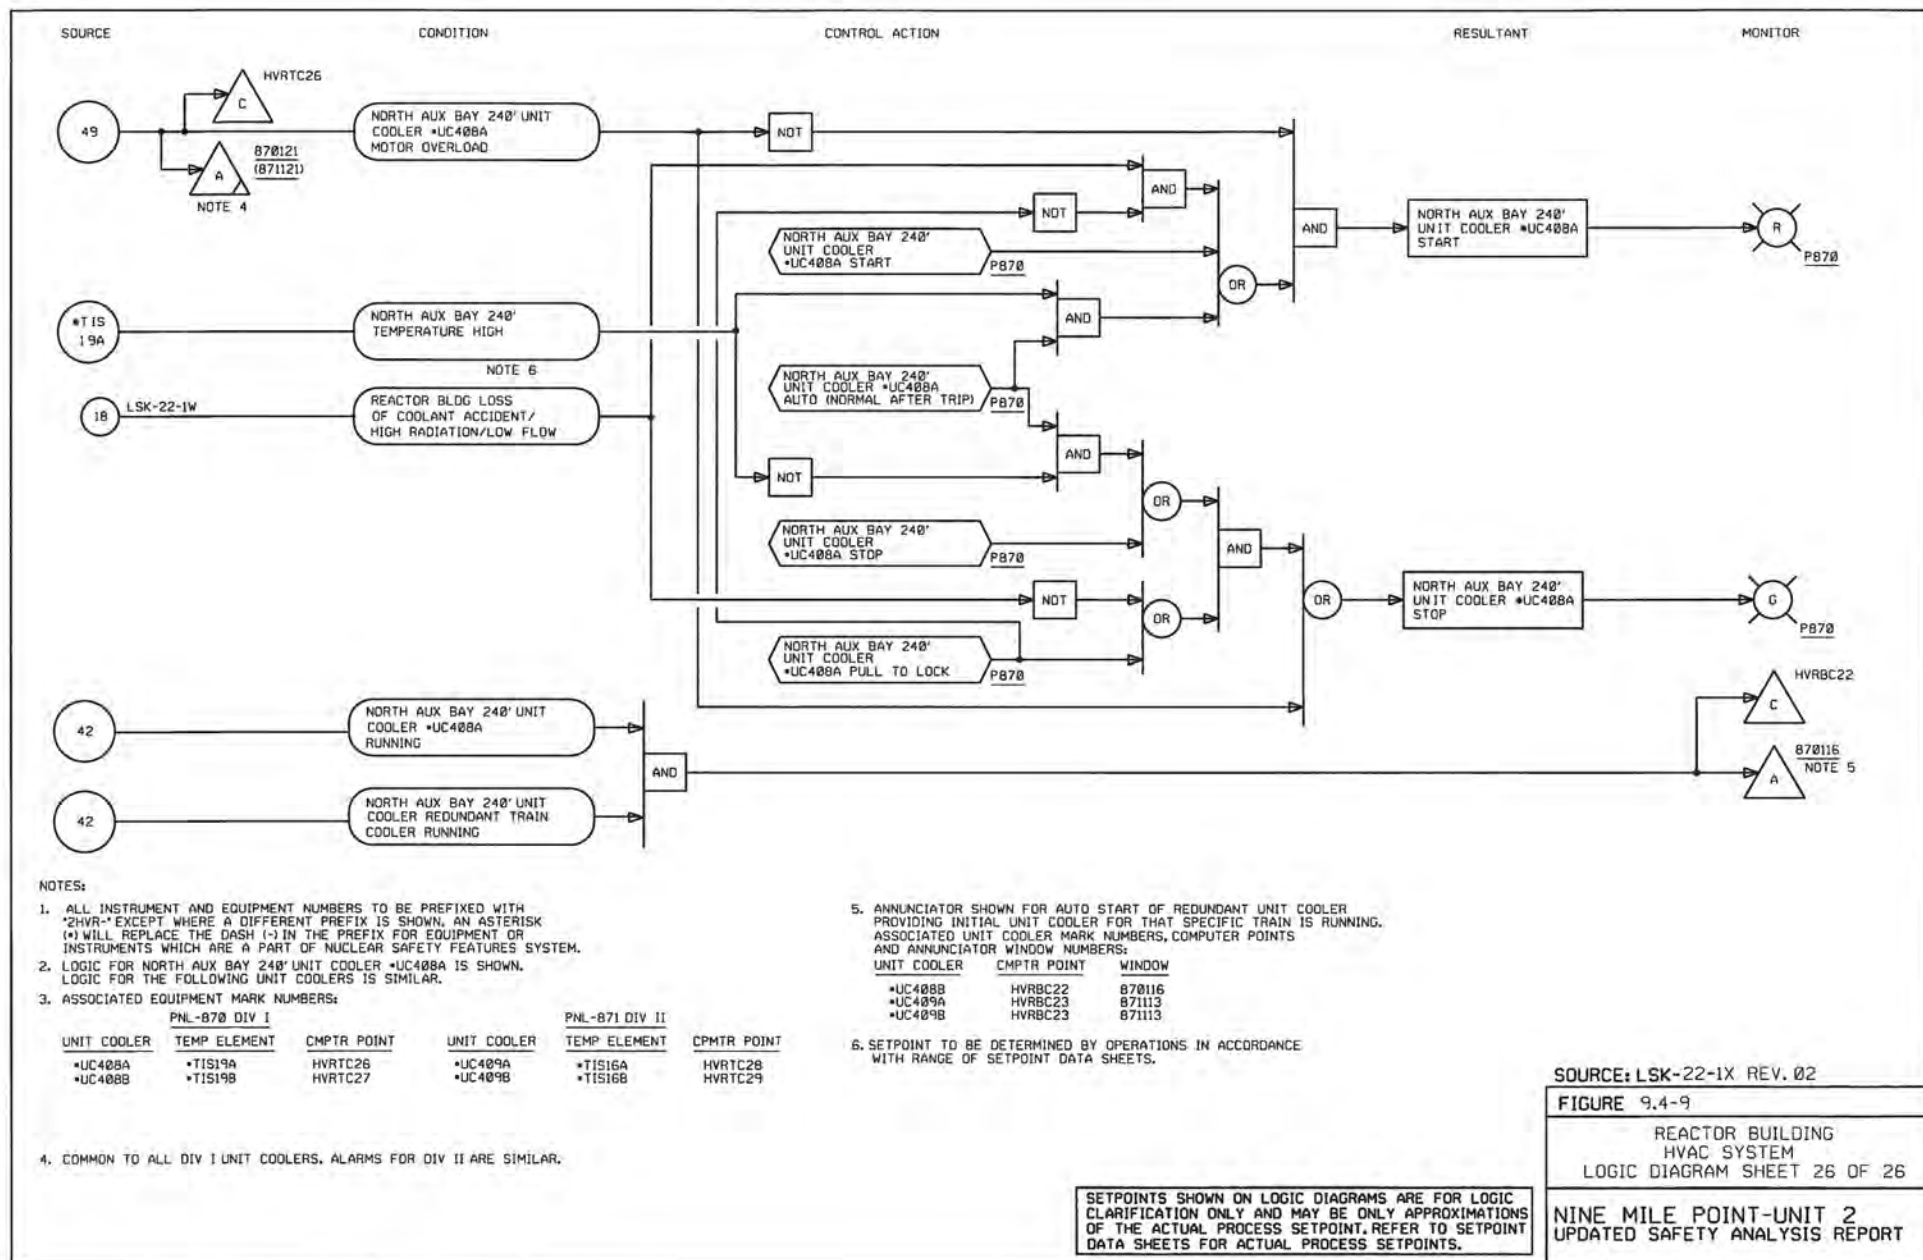 SOURCE CONDITION CONTROL ACTION RESULTANT MONITOR
HVRTC26
C
49
NORTH AUX BAY 240' UNIT
COOLER *UC408A
MOTOR OVERLOAD
NOT
870121
(871121)
A
NOTE 4
AND
NOT
NORTH AUX BAY 240'
UNIT COOLER
*UC408A START
P870
OR
AND
NORTH AUX BAY 240'
UNIT COOLER *UC408A
START
R
P870
*TIS
19A
NORTH AUX BAY 240'
TEMPERATURE HIGH
NOTE 6
AND
NORTH AUX BAY 240'
UNIT COOLER *UC408A
AUTO (NORMAL AFTER TRIP)
P870
18
LSK-22-1W
REACTOR BLDG LOSS
OF COOLANT ACCIDENT/
HIGH RADIATION/LOW FLOW
AND
NOT
OR
NORTH AUX BAY 240'
UNIT COOLER
*UC408A STOP
P870
AND
NOT
OR
OR
NORTH AUX BAY 240'
UNIT COOLER *UC408A
STOP
G
P870
NORTH AUX BAY 240'
UNIT COOLER
*UC408A PULL TO LOCK
P870
HVRBC22
C
42
NORTH AUX BAY 240' UNIT
COOLER *UC408A
RUNNING
AND
870116
NOTE 5
A
42
NORTH AUX BAY 240' UNIT
COOLER REDUNDANT TRAIN
COOLER RUNNING
NOTES:
1. ALL INSTRUMENT AND EQUIPMENT NUMBERS TO BE PREFIXED WITH
"2HVR-" EXCEPT WHERE A DIFFERENT PREFIX IS SHOWN. AN ASTERISK
(*) WILL REPLACE THE DASH (-) IN THE PREFIX FOR EQUIPMENT OR
INSTRUMENTS WHICH ARE A PART OF NUCLEAR SAFETY FEATURES SYSTEM.
2. LOGIC FOR NORTH AUX BAY 240' UNIT COOLER *UC408A IS SHOWN.
LOGIC FOR THE FOLLOWING UNIT COOLERS IS SIMILAR.
3. ASSOCIATED EQUIPMENT MARK NUMBERS:
PNL-870 DIV I PNL-871 DIV II
UNIT COOLER TEMP ELEMENT CMPTR POINT UNIT COOLER TEMP ELEMENT CPMTR POINT
*UC408A *TIS19A HVRTC26 *UC409A *TIS16A HVRTC28
*UC408B *TIS19B HVRTC27 *UC409B *TIS16B HVRTC29
4. COMMON TO ALL DIV I UNIT COOLERS. ALARMS FOR DIV II ARE SIMILAR.
5. ANNUNCIATOR SHOWN FOR AUTO START OF REDUNDANT UNIT COOLER
PROVIDING INITIAL UNIT COOLER FOR THAT SPECIFIC TRAIN IS RUNNING.
ASSOCIATED UNIT COOLER MARK NUMBERS, COMPUTER POINTS
AND ANNUNCIATOR WINDOW NUMBERS:
UNIT COOLER CMPTR POINT WINDOW
*UC408B HVRBC22 870116
*UC409A HVRBC23 871113
*UC409B HVRBC23 871113
6. SETPOINT TO BE DETERMINED BY OPERATIONS IN ACCORDANCE
WITH RANGE OF SETPOINT DATA SHEETS.
SETPOINTS SHOWN ON LOGIC DIAGRAMS ARE FOR LOGIC
CLARIFICATION ONLY AND MAY BE ONLY APPROXIMATIONS
OF THE ACTUAL PROCESS SETPOINT. REFER TO SETPOINT
DATA SHEETS FOR ACTUAL PROCESS SETPOINTS.
SOURCE: LSK-22-1X REV. 02
FIGURE 9.4-9
REACTOR BUILDING
HVAC SYSTEM
LOGIC DIAGRAM SHEET 26 OF 26
NINE MILE POINT-UNIT 2
UPDATED SAFETY ANALYSIS REPORT